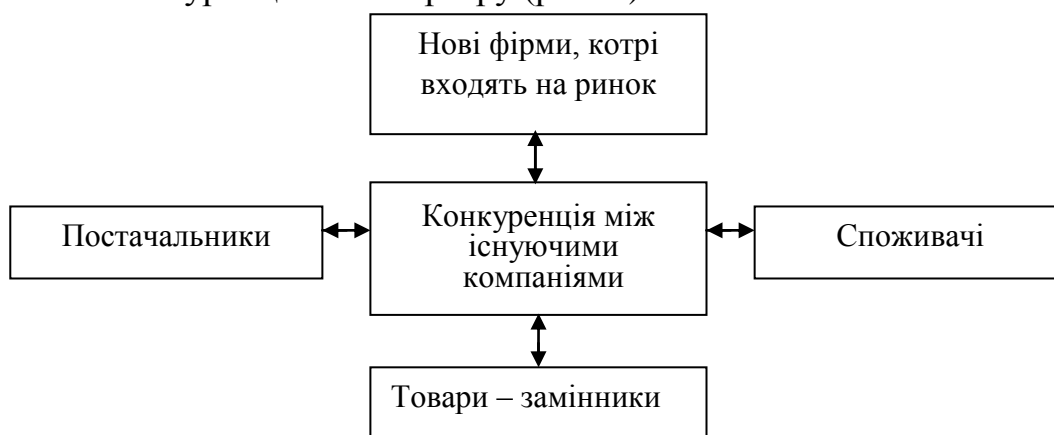 Нові фірми, котрі
входять на ринок
Постачальники
Конкуренція між
існуючими
компаніями
Споживачі
Товари – замінники